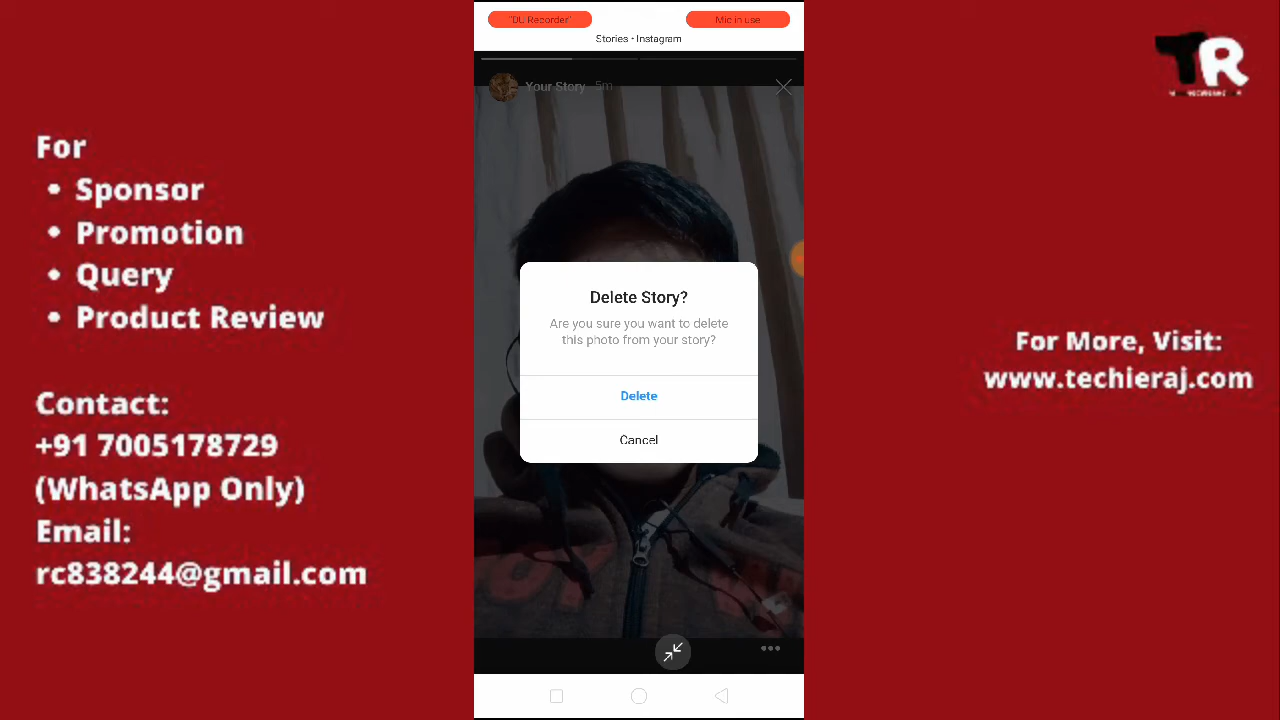 "DU Recorder"
Mic in use
Stories • Instagram
Your Story 5m
TR
For
• Sponsor
• Promotion
• Query
• Product Review
Contact:
+91 7005178729
(WhatsApp Only)
Email:
rc838244@gmail.com
Delete Story?
Are you sure you want to delete
this photo from your story?
Delete
Cancel
For More, Visit:
www.techieraj.com